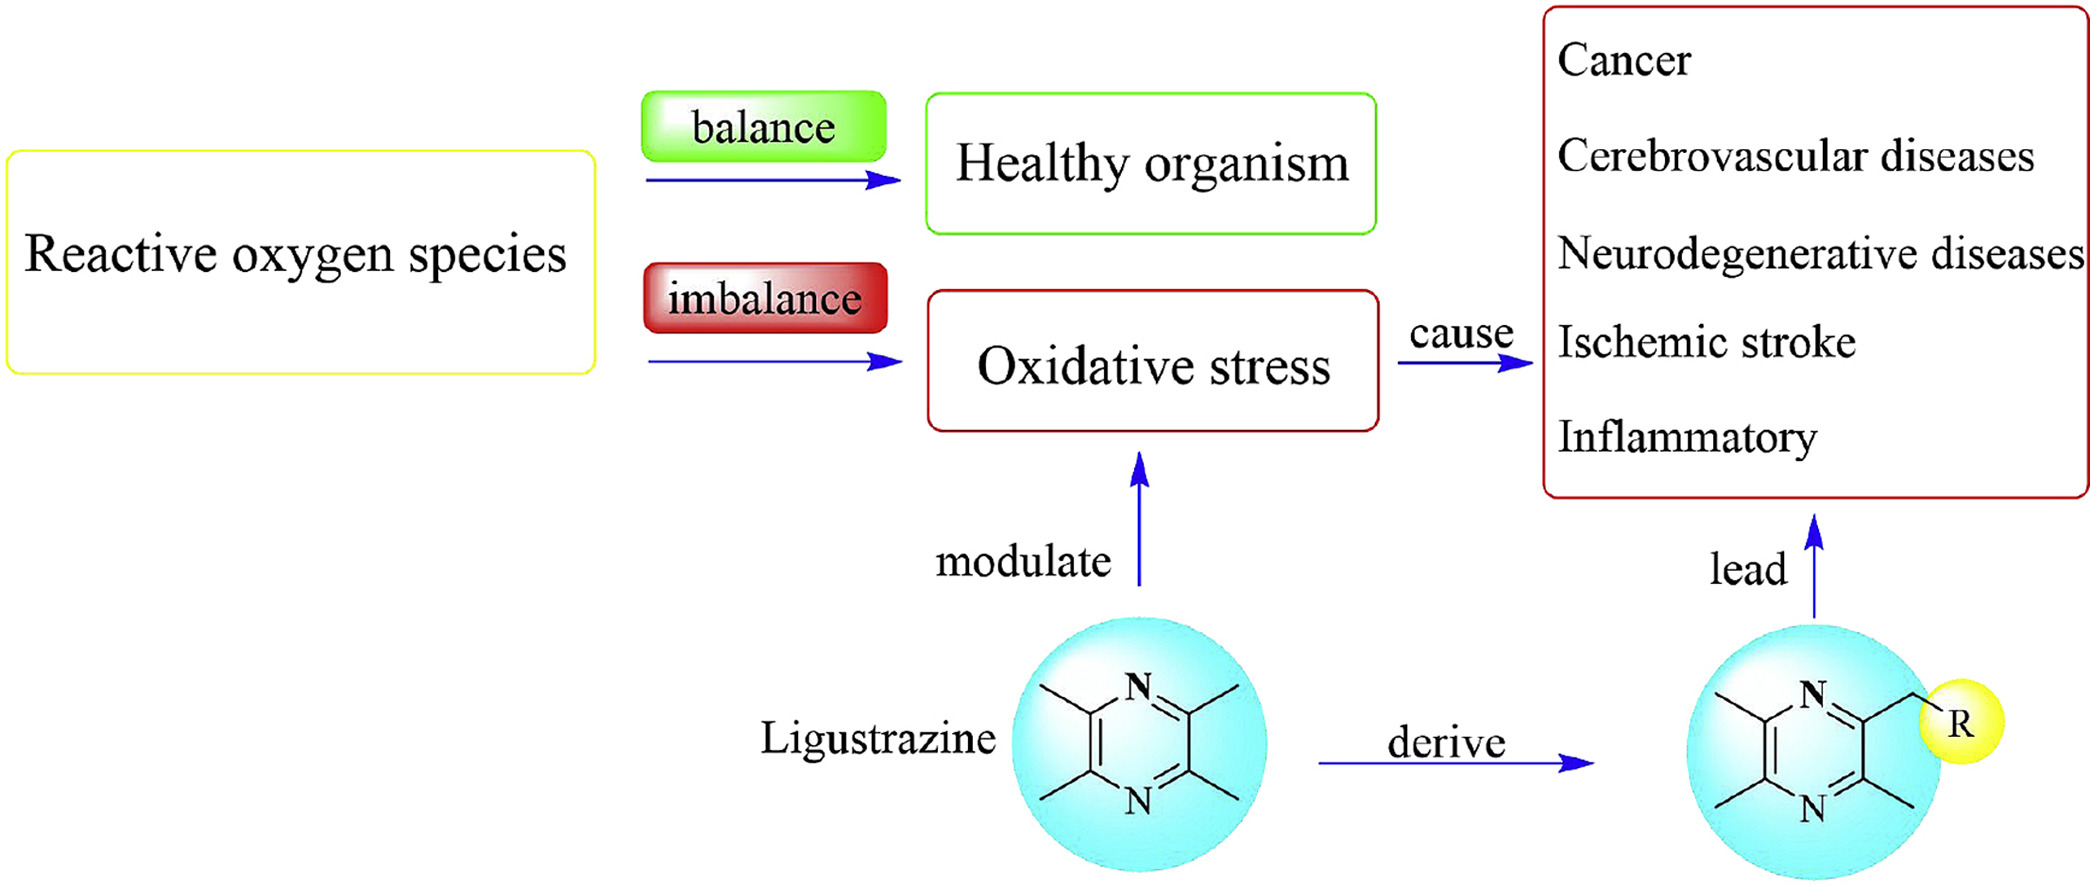 Reactive oxygen species
balance
imbalance
Healthy organism
Oxidative stress
cause
Cancer
Cerebrovascular diseases
Neurodegenerative diseases
Ischemic stroke
Inflammatory
modulate
lead
Ligustrazine
N
N
derive
N
N
R